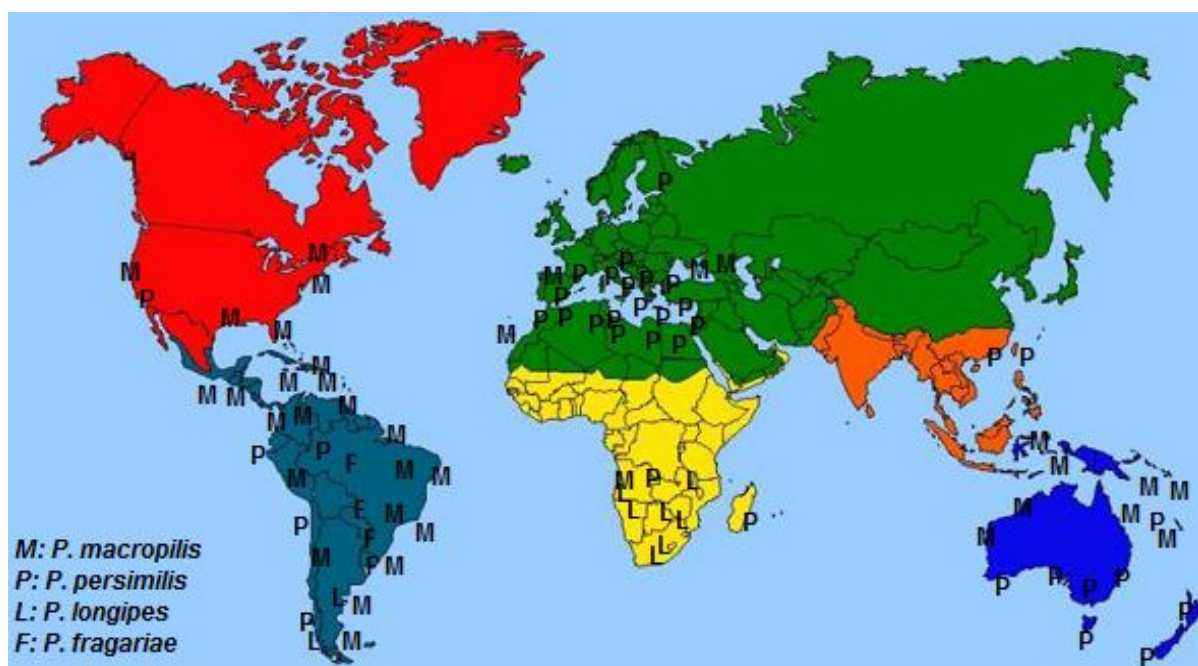 P
M
P
M M P P M M
M P P P
P P
P P
M P P P P P
M M P P
P P
P P
M
M M
M M
M
M M
M M
P P
F M M
M M M P L
M M
L
E L L M
M L P M P
P M F M M
L L
M F M
M: P. macropilis
P: P. persimilis
P P P P
L M
L: P. longipes
P P
P M P
F: P. fragariae
L P